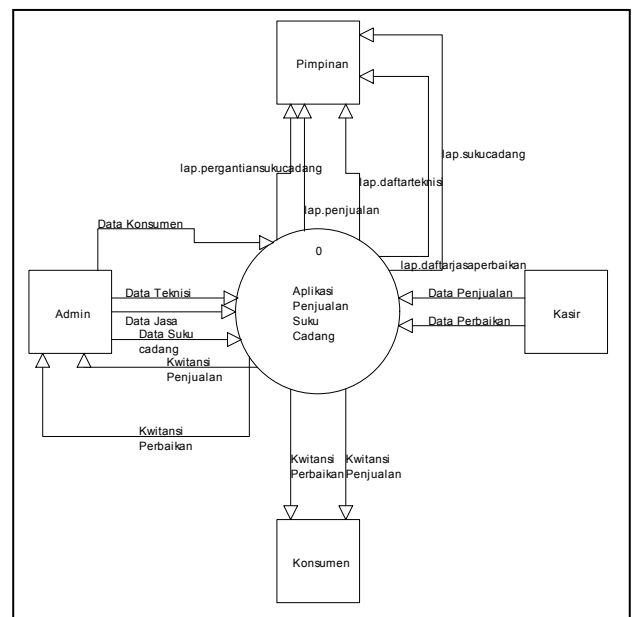 Pimpinan
lap.sukucadang
lap.pergantiansukucadang
lap.daftarteknisi
lap.penjualan
Data Konsumen
0
lap.daftarjasaperbaikan
Aplikasi
Penjualan
Suku
Cadang
Data Teknisi
Data Penjualan
Admin
Kasir
Data Jasa
Data Perbaikan
Data Suku
cadang
Kwitansi
Penjualan
Kwitansi
Perbaikan
Kwitansi
Perbaikan
Kwitansi
Penjualan
Konsumen